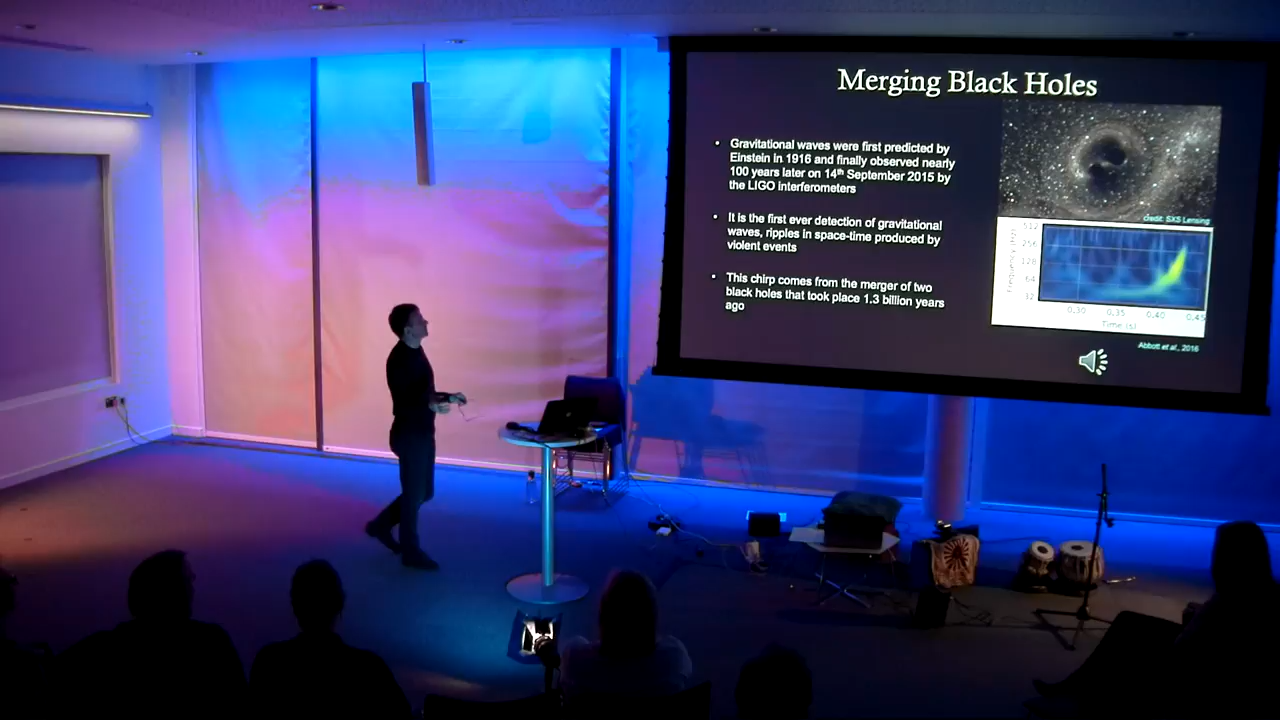 Merging Black Holes
Gravitational waves were first predicted by
Einstein in 1916 and finally observed nearly
100 years later on 14th September 2015 by
the LIGO interferometers
It is the first ever detection of gravitational
waves, ripples in space-time produced by
violent events
This chirp comes from the merger of two
black holes that took place 1.3 billion years
ago
credit: SXS Lensing
512
256
128
64
32
Frequency (Hz)
0.30 0.35 0.40 0.45
Time (s)
Abbott et al., 2016